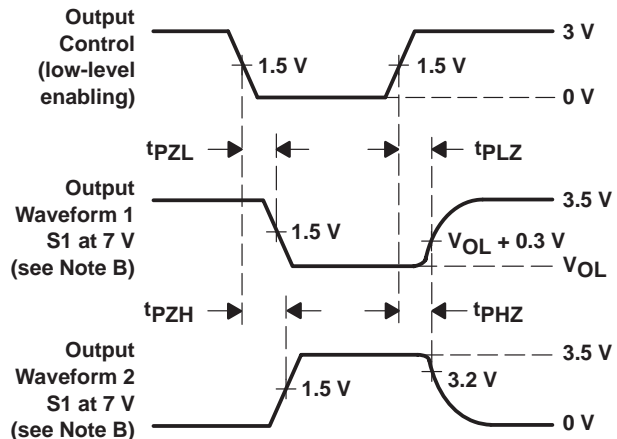 Output
Control
(low-level
enabling)
3 V
1.5 V
1.5 V
0 V
tPZL
tPLZ
Output
Waveform 1
S1 at 7 V
(see Note B)
3.5 V
1.5 V
VOL + 0.3 V
VOL
tPZH
tPHZ
Output
Waveform 2
S1 at 7 V
(see Note B)
3.5 V
1.5 V
3.2 V
0 V